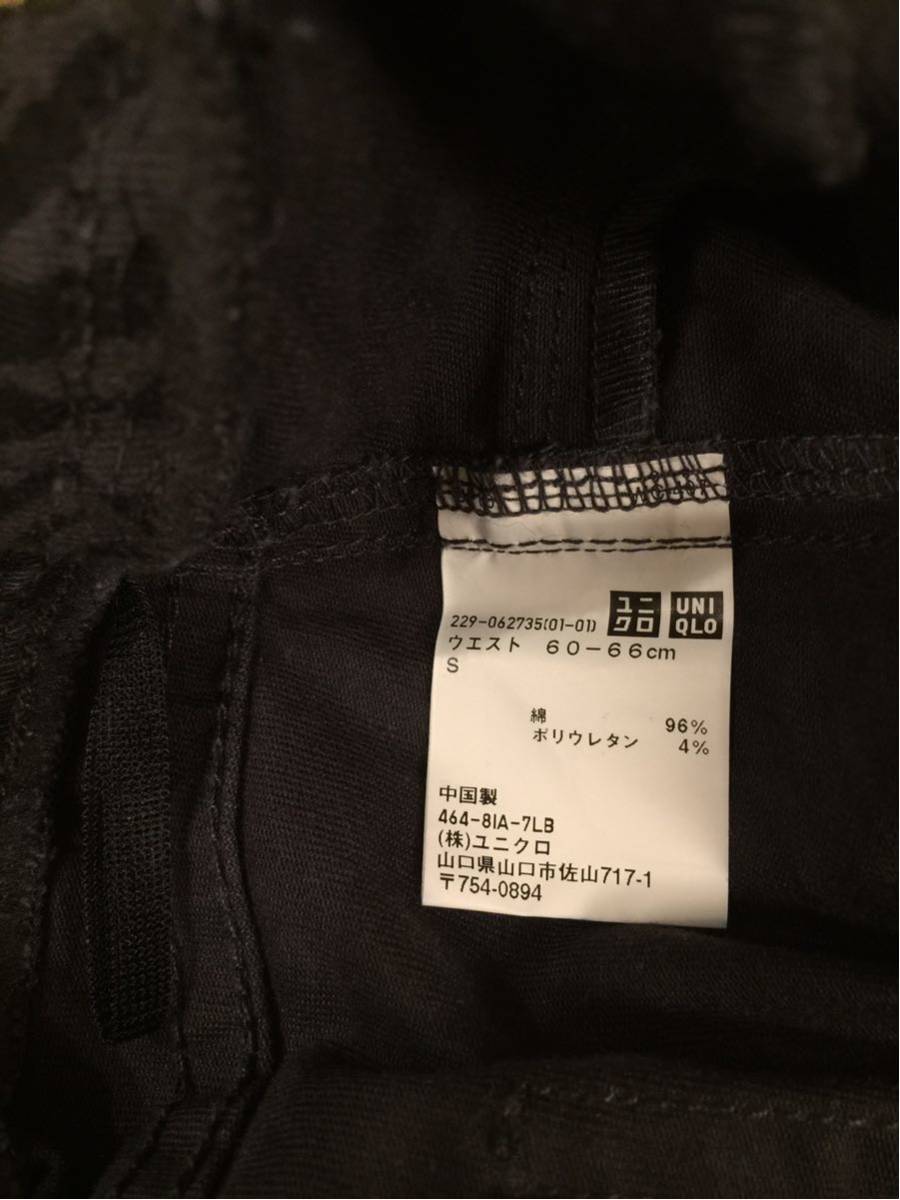 229-062735(01-01) ユニクロ UNIQLO
ウエスト 60-66cm
S
綿 96%
ポリウレタン 4%
中国製
464-8IA-7LB
(株)ユニクロ
山口県山口市佐山717-1
〒754-0894